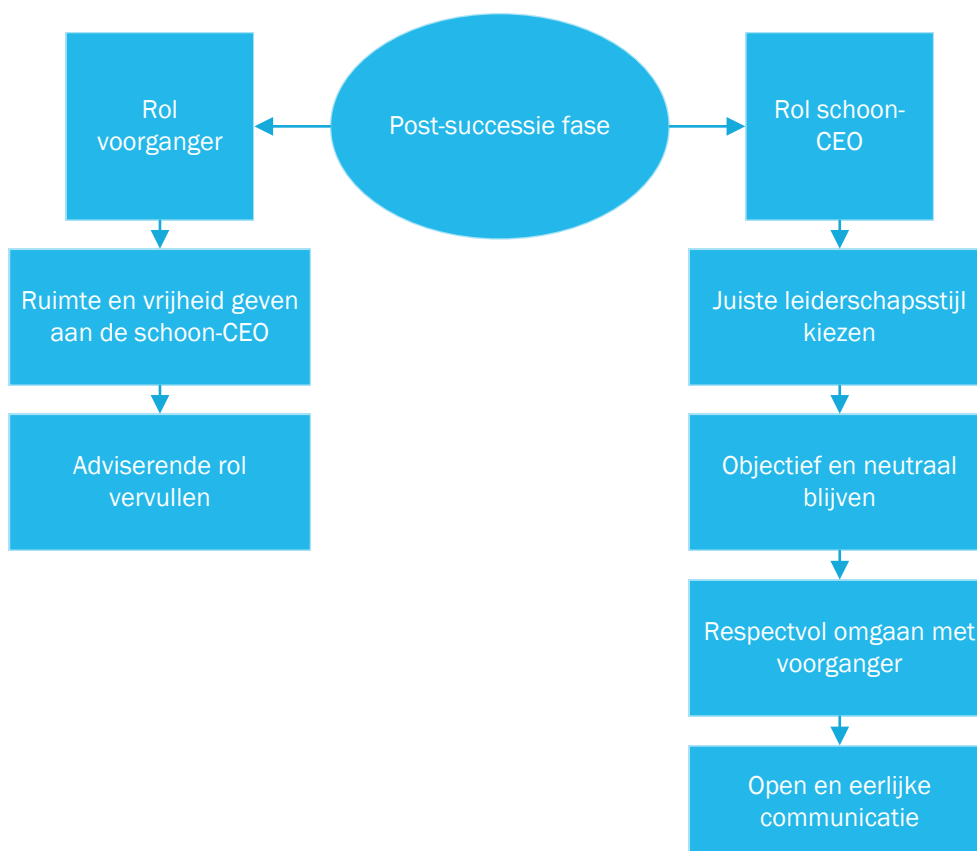 Rol
voorganger
Post-successie fase
Rol schoon-
CEO
Ruimte en vrijheid geven
aan de schoon-CEO
Adviserende rol
vervullen
Juiste leiderschapsstijl
kiezen
Objectief en neutraal
blijven
Respectvol omgaan met
voorganger
Open en eerlijke
communicatie